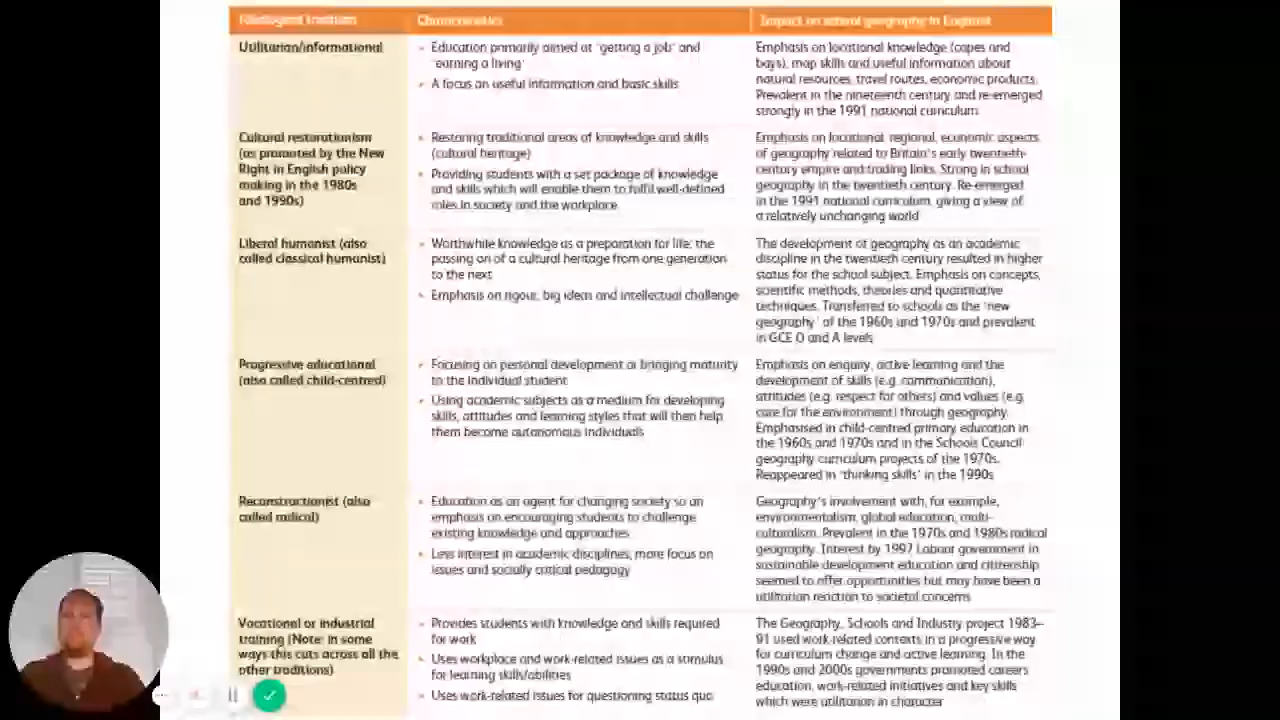 Ideological tradition
Characteristics
Impact on school geography in England
Utilitarian/informational
Education primarily aimed at 'getting a job' and
'earning a living'
A focus on useful information and basic skills
Emphasis on locational knowledge (capes and
bays), map skills and useful information about
natural resources, travel routes, economic products.
Prevalent in the nineteenth century and re-emerged
strongly in the 1991 national curriculum
Cultural restorationism
(as promoted by the New
Right in English policy
making in the 1980s
and 1990s)
Restoring traditional areas of knowledge and skills
(cultural heritage)
Providing students with a set package of knowledge
and skills which will enable them to fulfil well-defined
roles in society and the workplace
Emphasis on locational, regional, economic aspects
of geography related to Britain's early twentieth-
century empire and trading links. Strong in school
geography in the twentieth century. Re-emerged
in the 1991 national curriculum, giving a view of
a relatively unchanging world
Liberal humanist (also
called classical humanist)
Worthwhile knowledge as a preparation for life; the
passing on of a cultural heritage from one generation
to the next
Emphasis on rigour, big ideas and intellectual challenge
The development of geography as an academic
discipline in the twentieth century resulted in higher
status for the school subject. Emphasis on concepts,
scientific methods, theories and quantitative
techniques. Transferred to schools as the 'new
geography' of the 1960s and 1970s and prevalent
in GCE O and A levels
Progressive educational
(also called child-centred)
Focusing on personal development or bringing maturity
to the individual student
Using academic subjects as a medium for developing
skills, attitudes and learning styles that will then help
them become autonomous individuals
Emphasis on enquiry, active learning and the
development of skills (e.g. communication),
attitudes (e.g. respect for others) and values (e.g.
care for the environment) through geography.
Emphasised in child-centred primary education in
the 1960s and 1970s and in the Schools Council
geography curriculum projects of the 1970s.
Reappeared in 'thinking skills' in the 1990s
Reconstructionist (also
called radical)
Education as an agent for changing society so an
emphasis on encouraging students to challenge
existing knowledge and approaches
Less interest in academic disciplines, more focus on
issues and socially critical pedagogy
Geography's involvement with, for example,
environmentalism, global education, multi-
culturalism. Prevalent in the 1970s and 1980s radical
geography. Interest by 1997 Labour government in
sustainable development education and citizenship
seemed to offer opportunities but may have been a
utilitarian reaction to societal concerns
Vocational or industrial
training (Note: in some
ways this cuts across all the
other traditions)
Provides students with knowledge and skills required
for work
Uses workplace and work-related issues as a stimulus
for learning skills/abilities
Uses work-related issues for questioning status quo
The Geography, Schools and Industry project 1983–
91 used work-related contexts in a progressive way
for curriculum change and active learning. In the
1990s and 2000s governments promoted careers
education, work-related initiatives and key skills
which were utilitarian in character